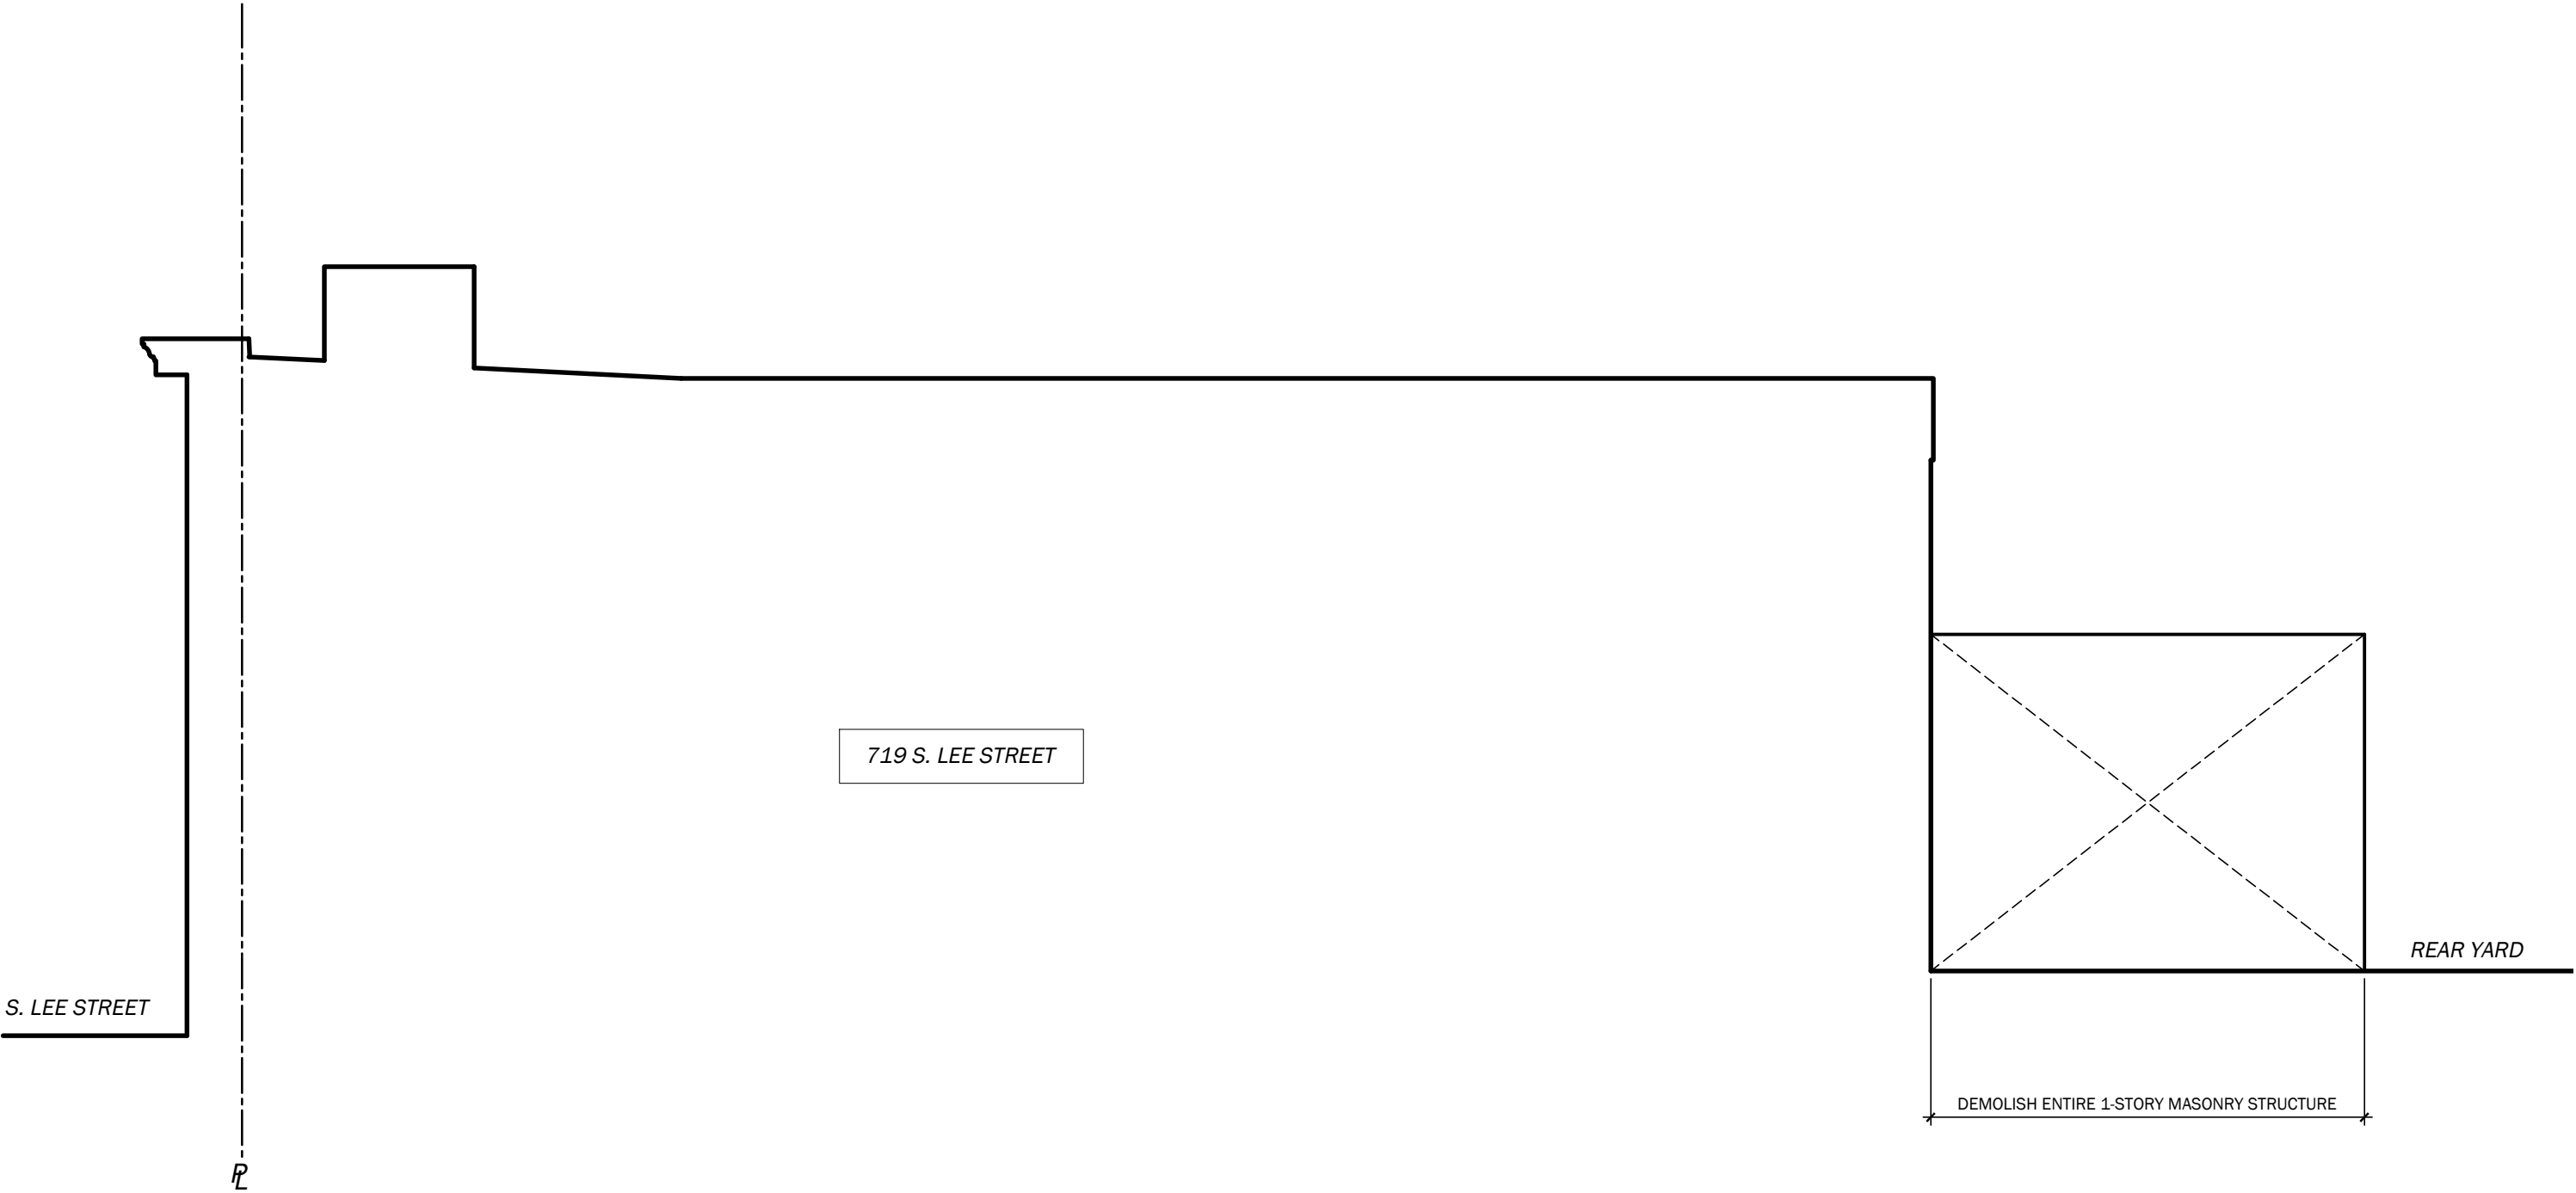 719 S. LEE STREET
REAR YARD
S. LEE STREET
DEMOLISH ENTIRE 1-STORY MASONRY STRUCTURE
PL